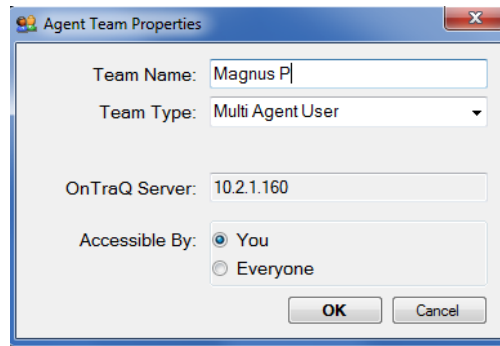 Agent Team Properties
Team Name: Magnus P
Team Type: Multi Agent User
OnTraQ Server: 10.2.1.160
Accessible By: You
Everyone
OK Cancel